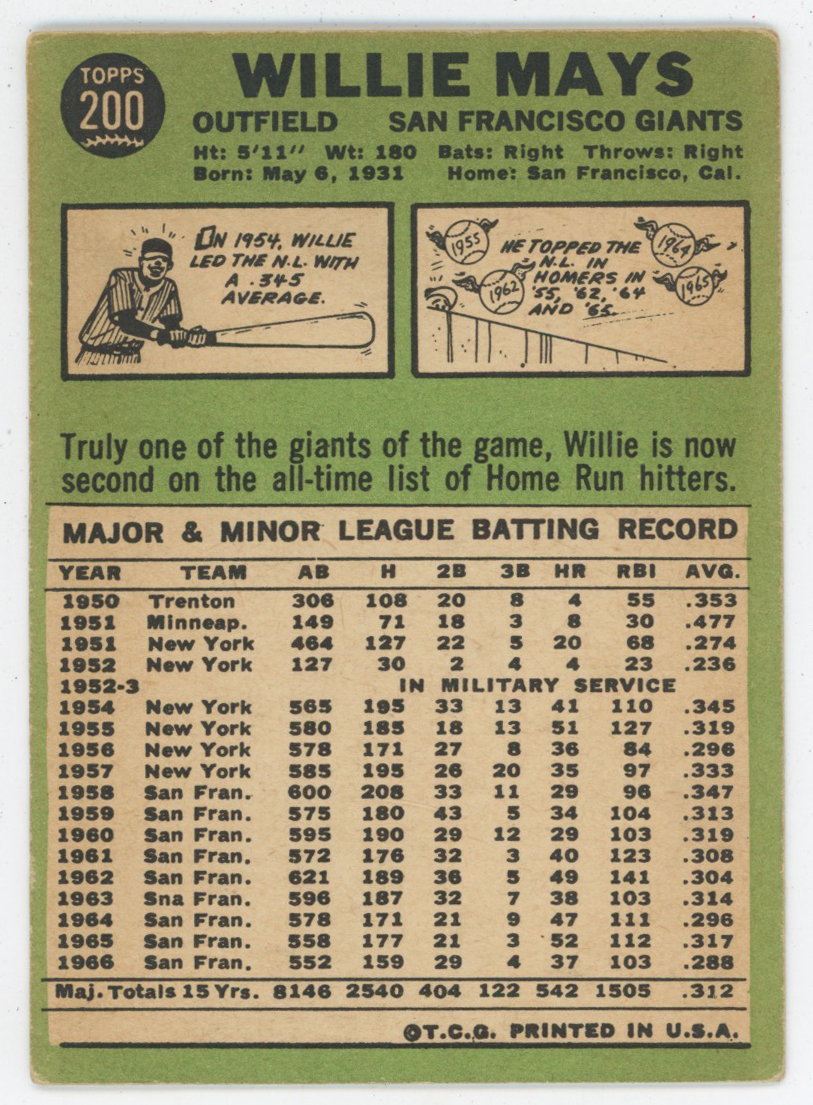 TOPPS
200
WILLIE MAYS
OUTFIELD SAN FRANCISCO GIANTS
Ht: 5'11" Wt: 180 Bats: Right Throws: Right
Born: May 6, 1931 Home: San Francisco, Cal.
IN 1954, WILLIE
LED THE N.L. WITH
A .345
AVERAGE.
1955
1962
HE TOPPED THE
N.L. IN
HOMERS IN
'55, '62, '64
AND '65.
1964
1965
Truly one of the giants of the game, Willie is now
second on the all-time list of Home Run hitters.
MAJOR & MINOR LEAGUE BATTING RECORD
YEAR TEAM AB H 2B 3B HR RBI AVG.
1950 Trenton 306 108 20 8 4 55 .353
1951 Minneap. 149 71 18 3 8 30 .477
1951 New York 464 127 22 5 20 68 .274
1952 New York 127 30 2 4 4 23 .236
1952-3 IN MILITARY SERVICE
1954 New York 565 195 33 13 41 110 .345
1955 New York 580 185 18 13 51 127 .319
1956 New York 578 171 27 8 36 84 .296
1957 New York 585 195 26 20 35 97 .333
1958 San Fran. 600 208 33 11 29 96 .347
1959 San Fran. 575 180 43 5 34 104 .313
1960 San Fran. 595 190 29 12 29 103 .319
1961 San Fran. 572 176 32 3 40 123 .308
1962 San Fran. 621 189 36 5 49 141 .304
1963 Sna Fran. 596 187 32 7 38 103 .314
1964 San Fran. 578 171 21 9 47 111 .296
1965 San Fran. 558 177 21 3 52 112 .317
1966 San Fran. 552 159 29 4 37 103 .288
Maj. Totals 15 Yrs. 8146 2540 404 122 542 1505 .312
©T.C.G. PRINTED IN U.S.A.